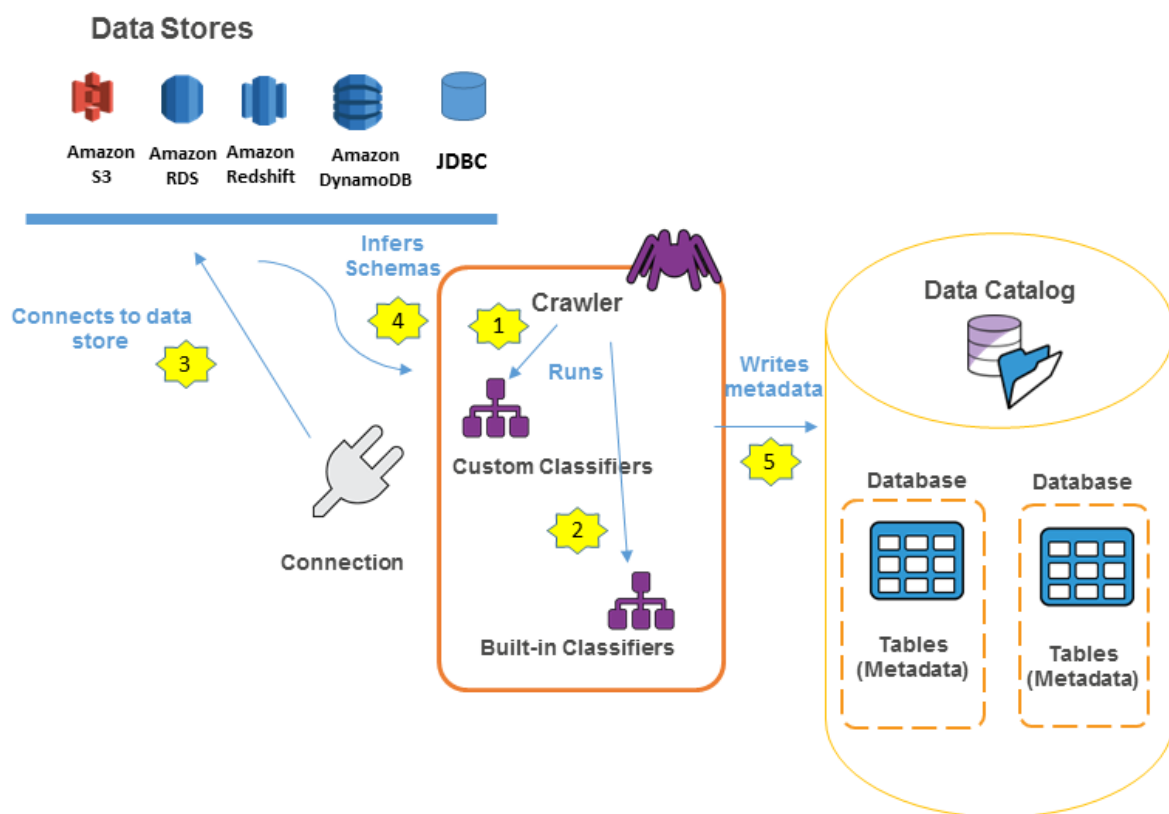 Data Stores
Amazon
S3
Amazon
RDS
Amazon
Redshift
Amazon
DynamoDB
JDBC
Infers
Schemas
4
Connects to data
store
3
Connection
Crawler
1
Runs
Custom Classifiers
2
Built-in Classifiers
Writes
metadata
5
Data Catalog
Database
Tables
(Metadata)
Database
Tables
(Metadata)